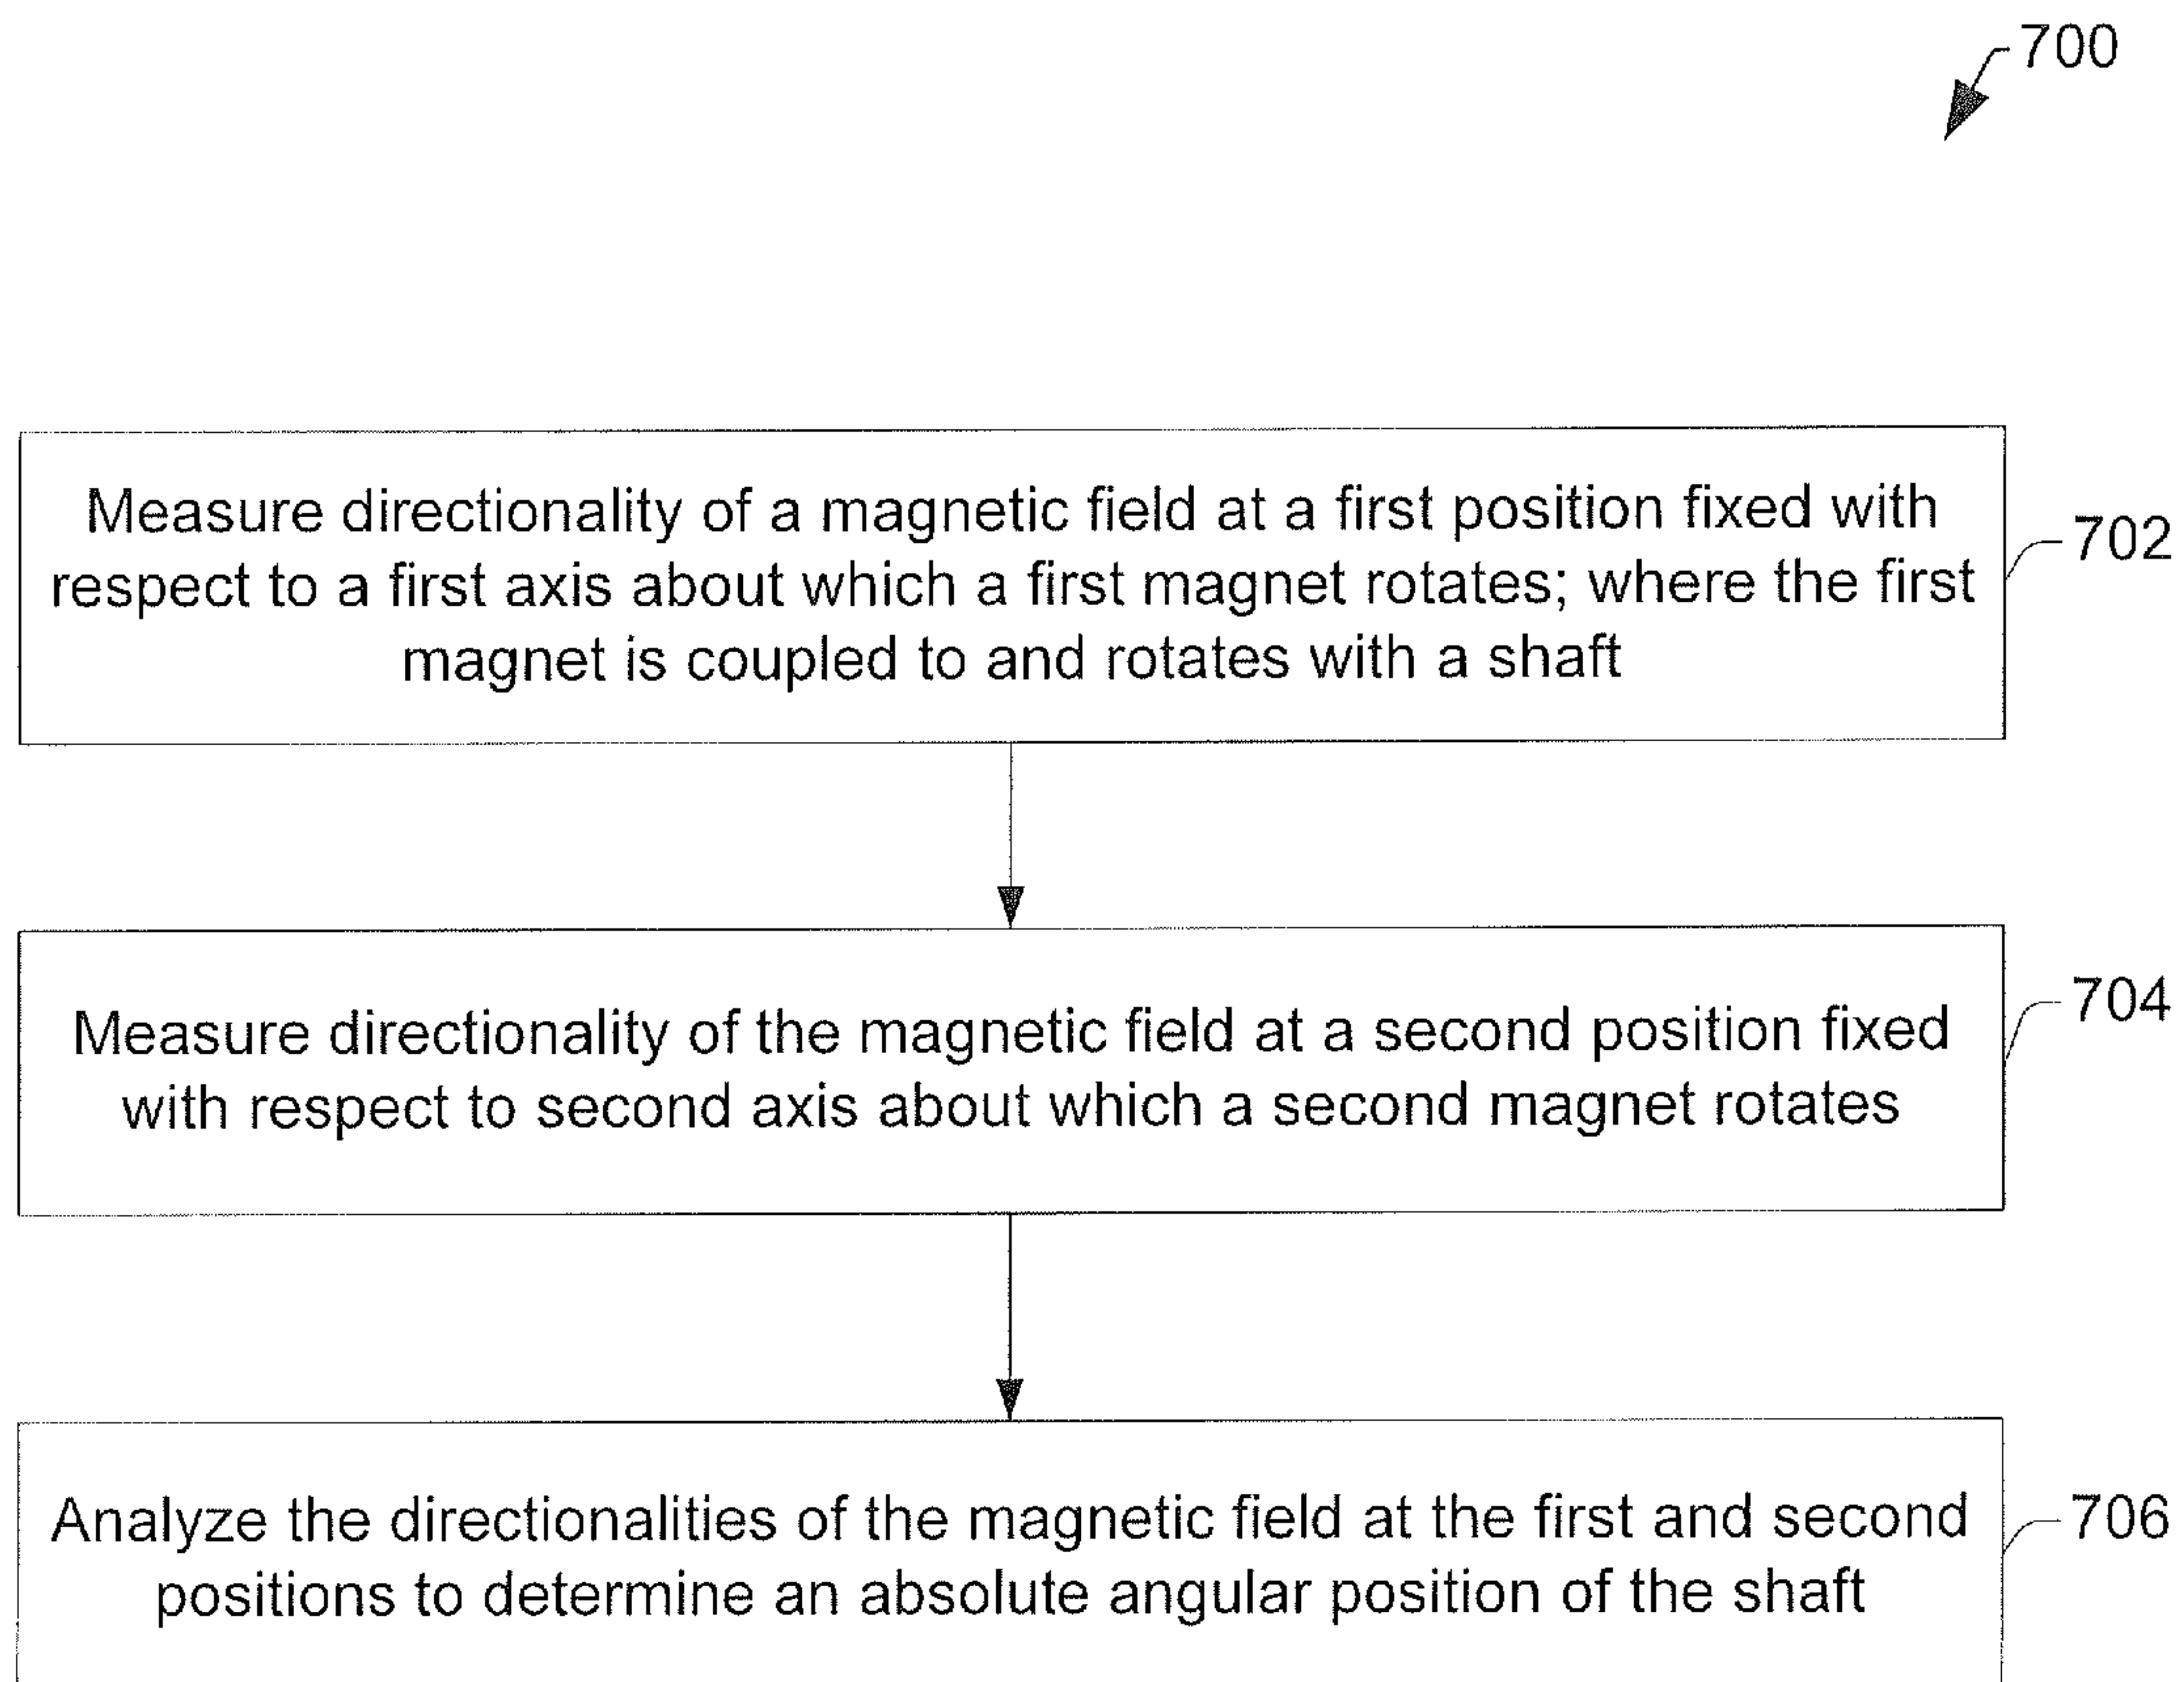 700
Measure directionality of a magnetic field at a first position fixed with
respect to a first axis about which a first magnet rotates; where the first
magnet is coupled to and rotates with a shaft
702
Measure directionality of the magnetic field at a second position fixed
with respect to second axis about which a second magnet rotates
704
Analyze the directionalities of the magnetic field at the first and second
positions to determine an absolute angular position of the shaft
706